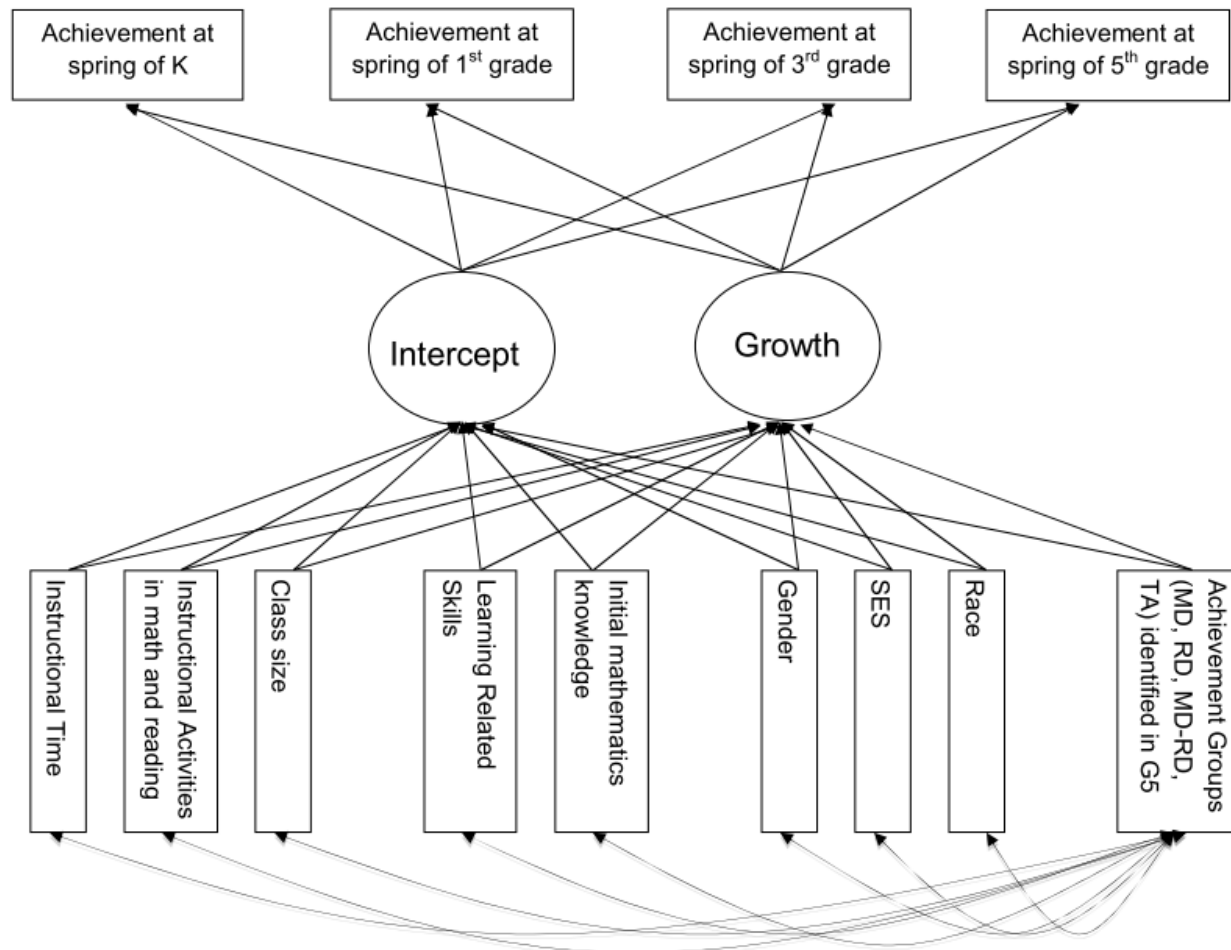 Achievement at
spring of K
Achievement at
spring of 1st grade
Achievement at
spring of 3rd grade
Achievement at
spring of 5th grade
Intercept
Growth
Instructional Time
Instructional Activities
in math and reading
Class size
Learning Related
Skills
Initial mathematics
knowledge
Gender
SES
Race
Achievement Groups
(MD, RD, MD-RD,
TA) identified in G5